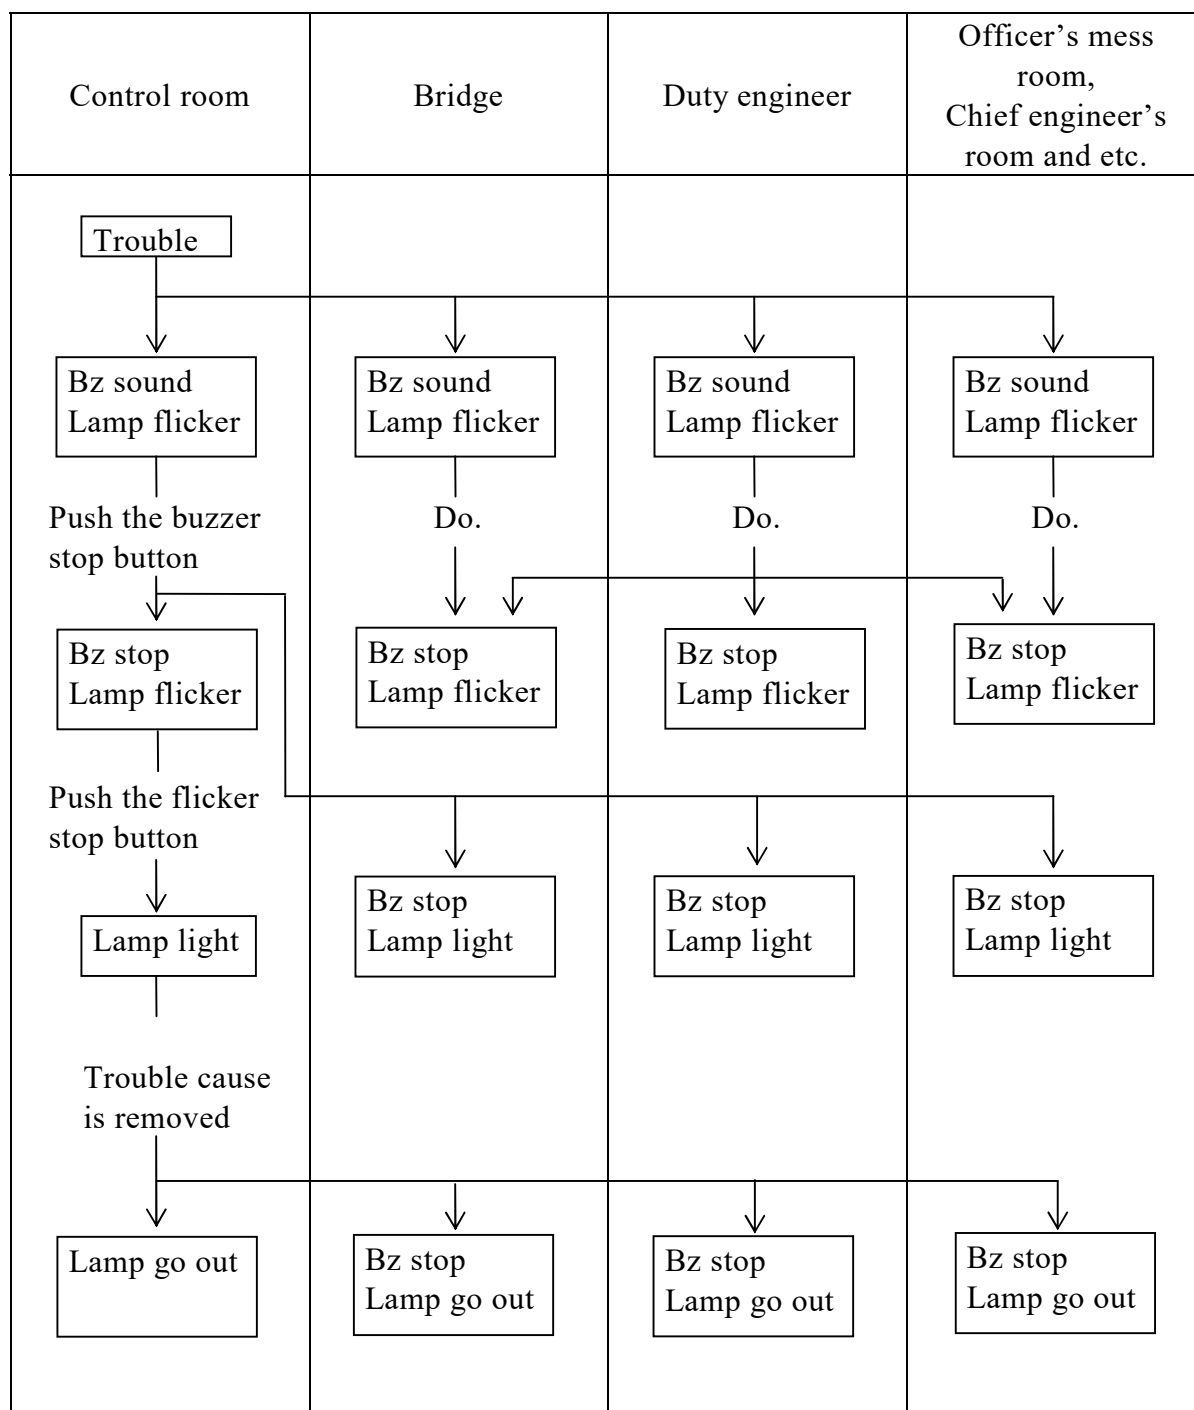 Control room
Bridge
Duty engineer
Officer’s mess
room,
Chief engineer’s
room and etc.
Trouble
Bz sound
Lamp flicker
Bz sound
Lamp flicker
Bz sound
Lamp flicker
Bz sound
Lamp flicker
Push the buzzer
stop button
Do.
Do.
Do.
Bz stop
Lamp flicker
Bz stop
Lamp flicker
Bz stop
Lamp flicker
Bz stop
Lamp flicker
Push the flicker
stop button
Lamp light
Bz stop
Lamp light
Bz stop
Lamp light
Bz stop
Lamp light
Trouble cause
is removed
Lamp go out
Bz stop
Lamp go out
Bz stop
Lamp go out
Bz stop
Lamp go out